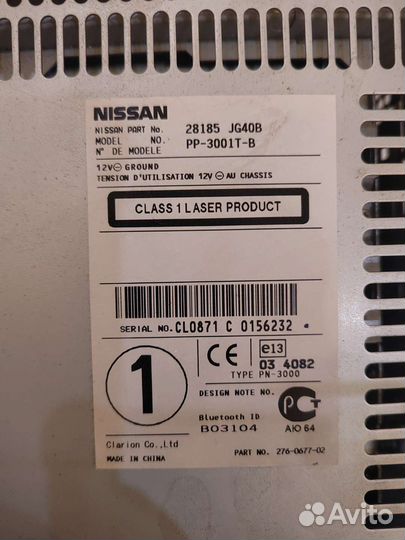 NISSAN
NISSAN PART No. 28185 JG40B
MODEL NO. PP-3001T-B
N° DE MODELE
12V⊖ GROUND
TENSION D'UTILISATION 12V ⊖ AU CHASSIS
CLASS 1 LASER PRODUCT
SERIAL NO. CL0871 C 0156232
1
CE
e13
03 4082
TYPE PN-3000
DESIGN NOTE NO.
Bluetooth ID
B03104
РСТ
АЮ 64
Clarion Co.,Ltd
MADE IN CHINA
PART NO. 276-0677-02
Avito